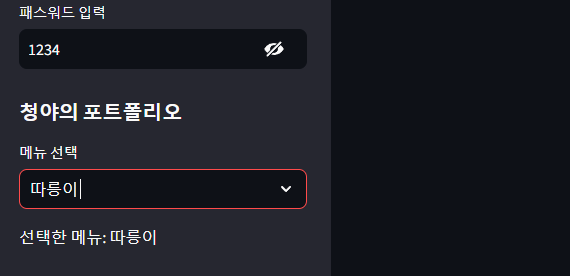 패스워드 입력
1234
청야의 포트폴리오
메뉴 선택
따릉이
선택한 메뉴: 따릉이